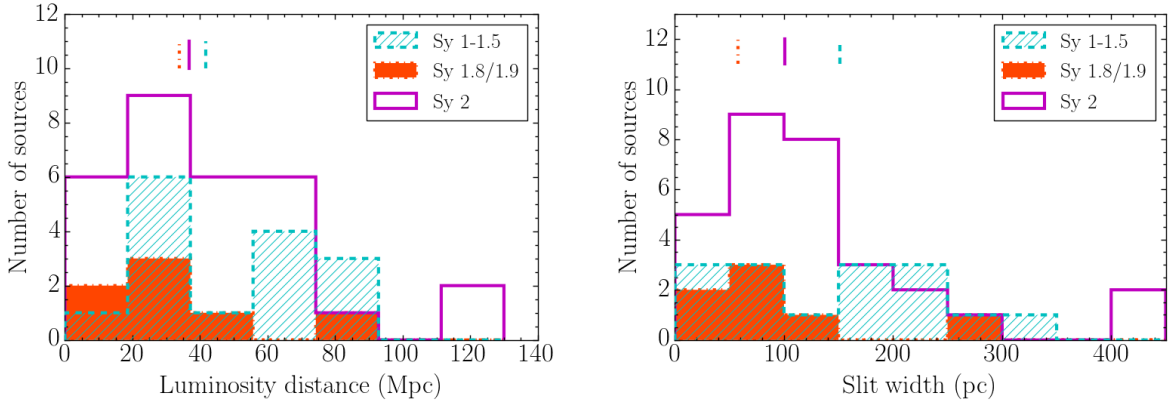 12
10
8
6
4
2
0
0 20 40 60 80 100 120 140
Number of sources
Luminosity distance (Mpc)
Sy 1-1.5
Sy 1.8/1.9
Sy 2
12
10
8
6
4
2
0
0 100 200 300 400
Number of sources
Slit width (pc)
Sy 1-1.5
Sy 1.8/1.9
Sy 2